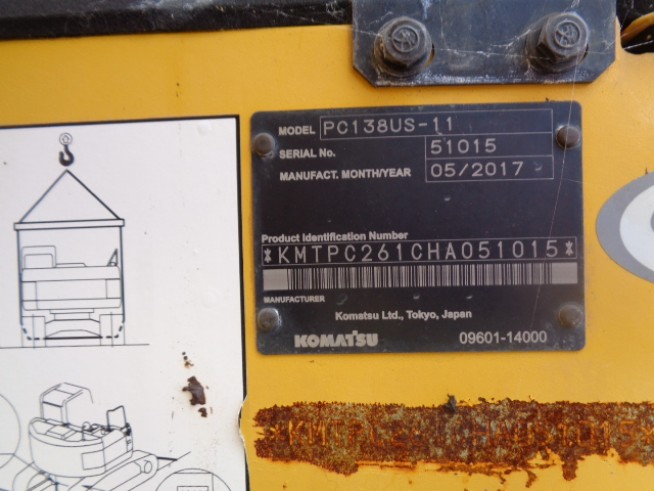 MODEL PC138US-11
SERIAL No. 51015
MANUFACT. MONTH/YEAR 05/2017
Product Identification Number
*KMTPC261CHA051015*
MANUFACTURER
Komatsu Ltd., Tokyo, Japan
KOMATSU 09601-14000